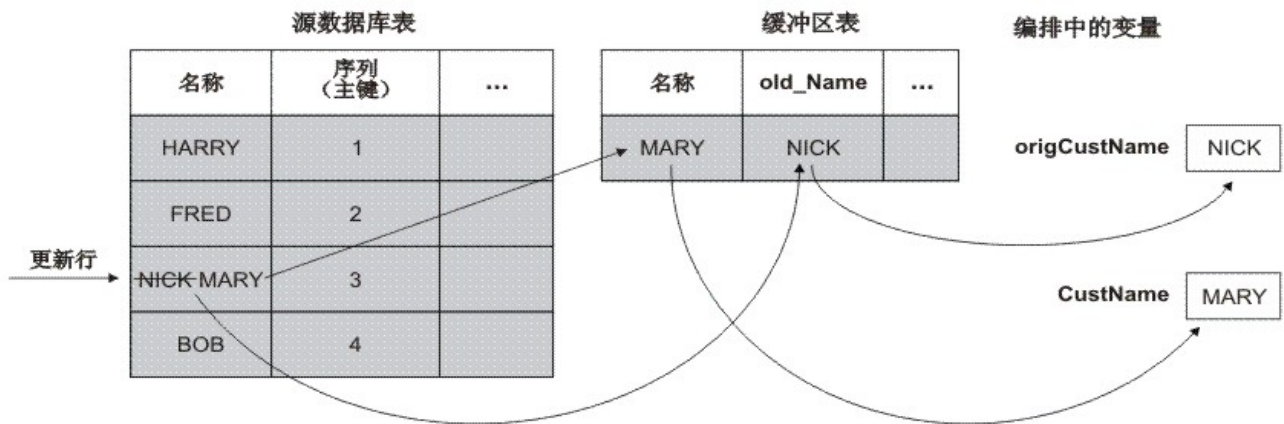 源数据库表
缓冲区表
编排中的变量
名称
序列
（主键）
...
名称
old_Name
...
HARRY
1
MARY
NICK
origCustName
NICK
FRED
2
更新行
NICK MARY
3
CustName
MARY
BOB
4